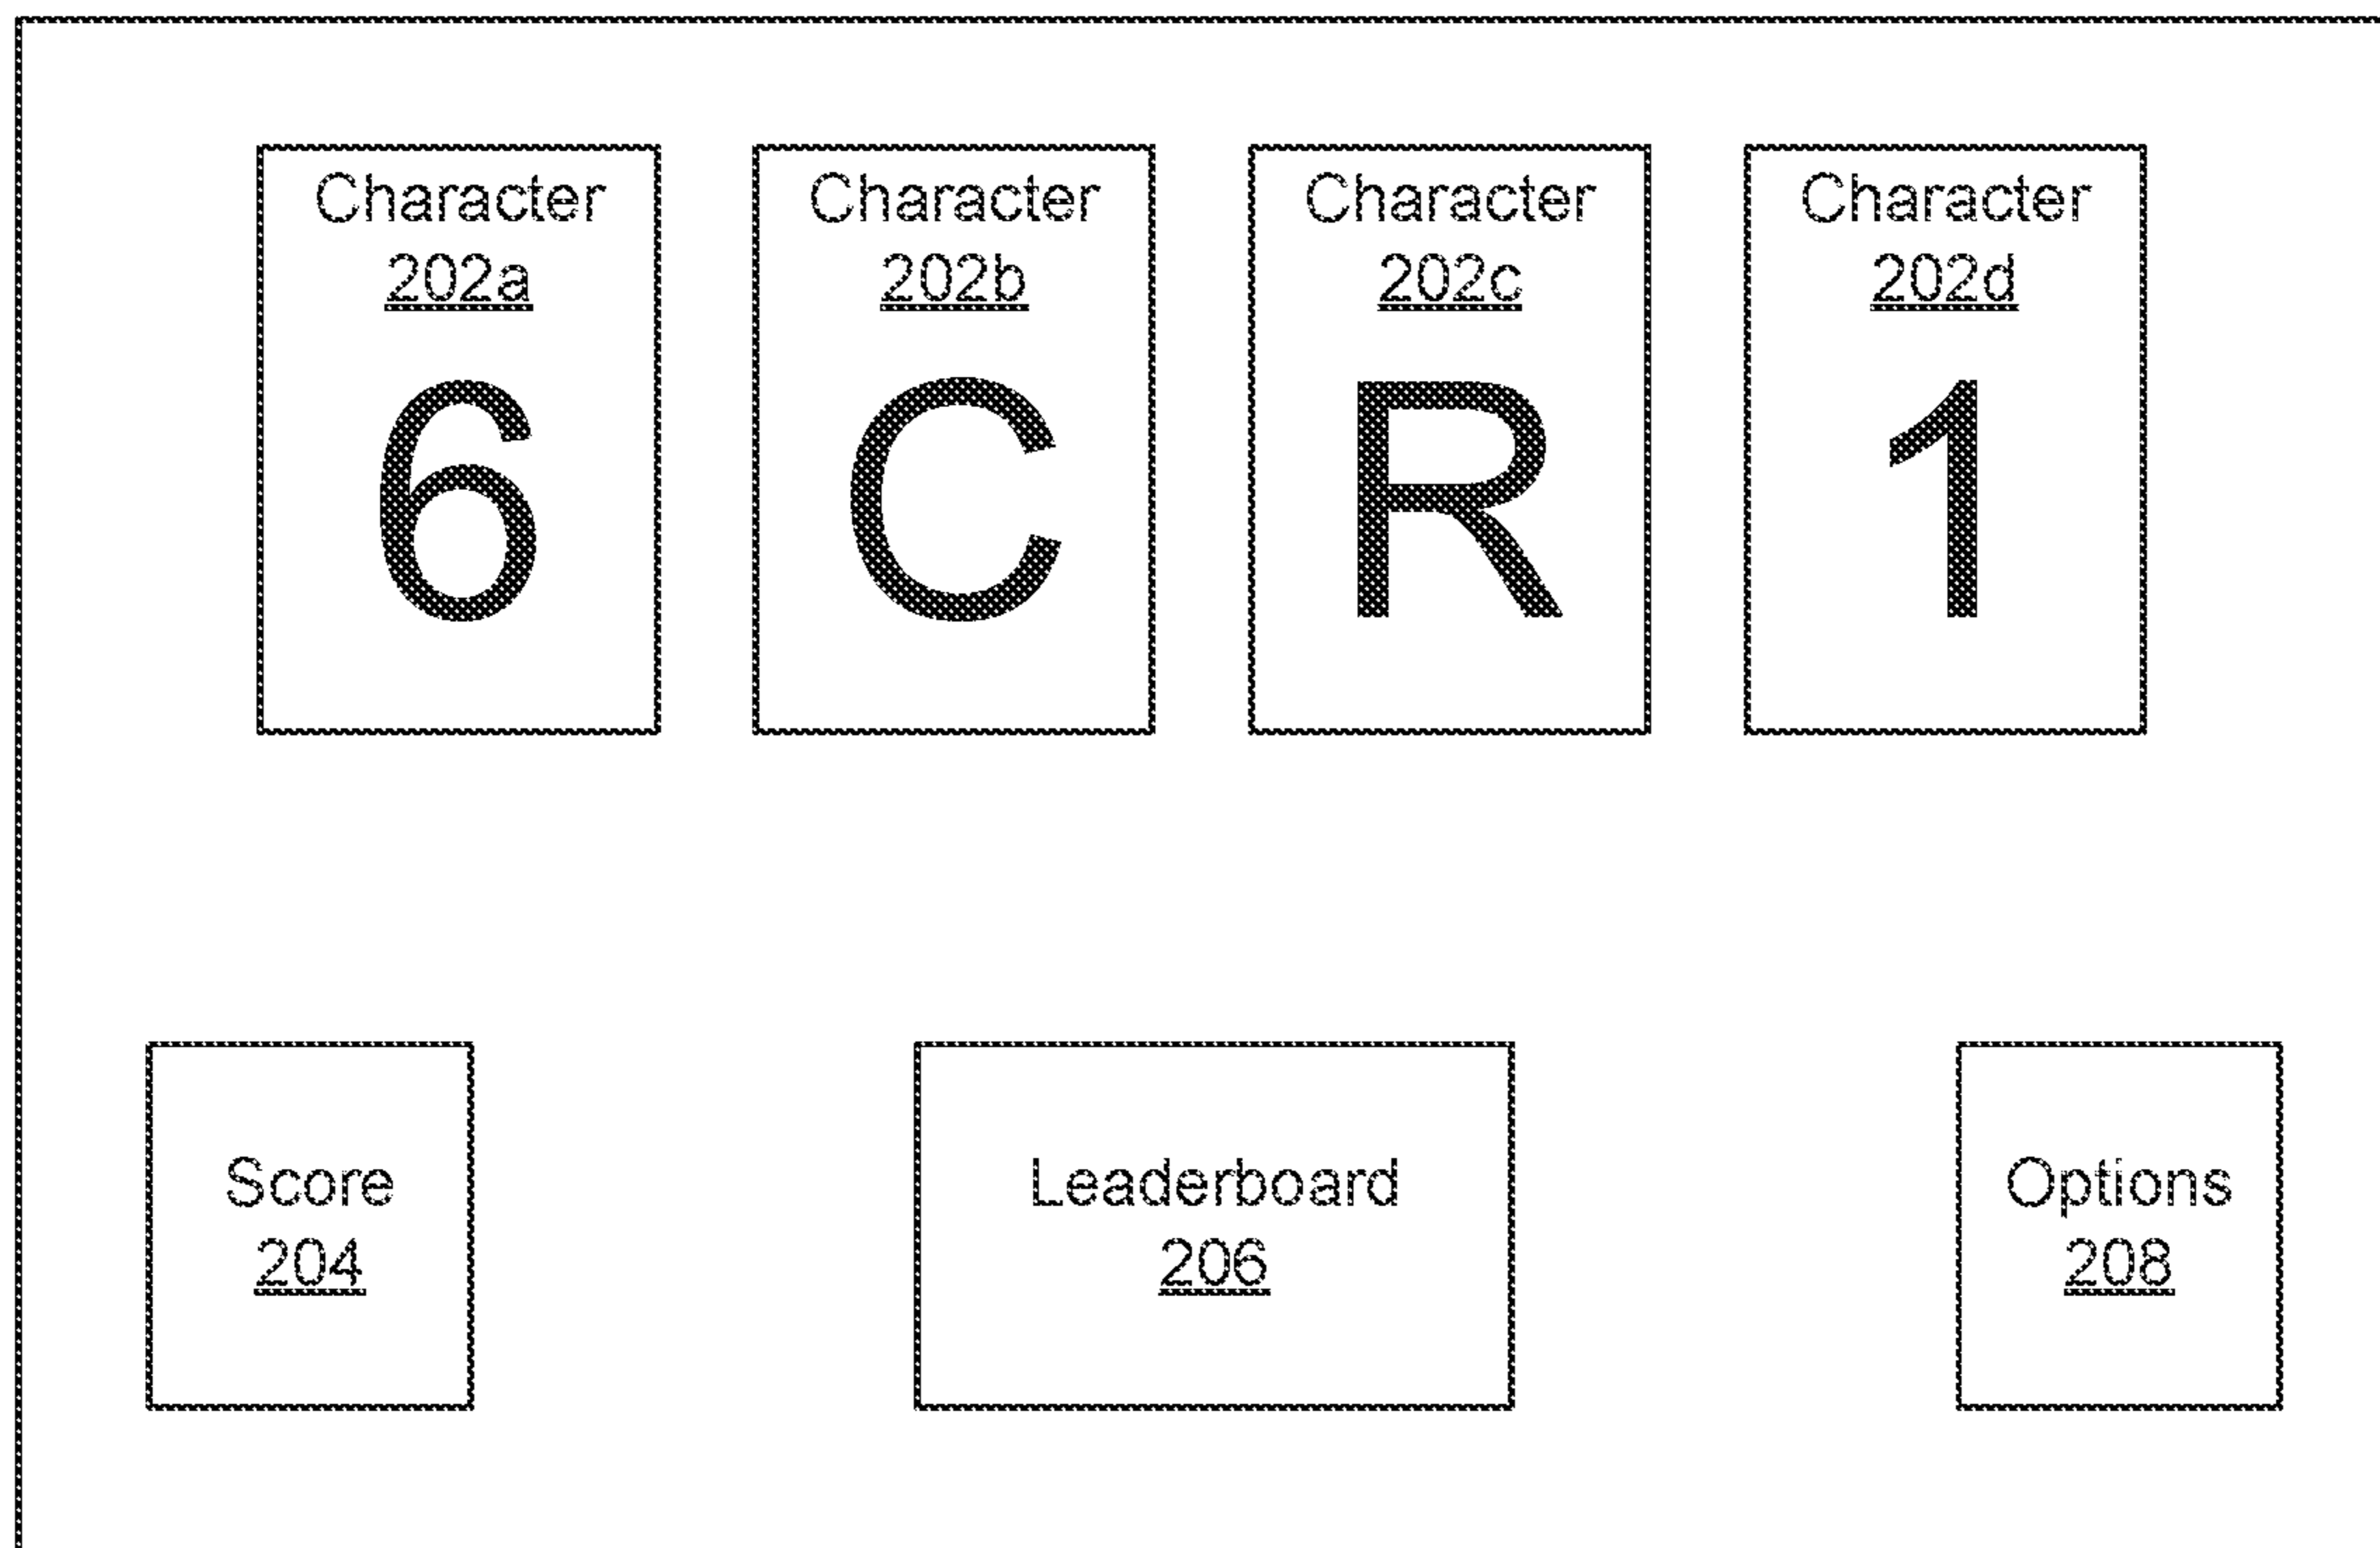 Character Character Character Character
202a 202b 202c 202d
6 C R 1
Score Leaderboard Options
204 206 208